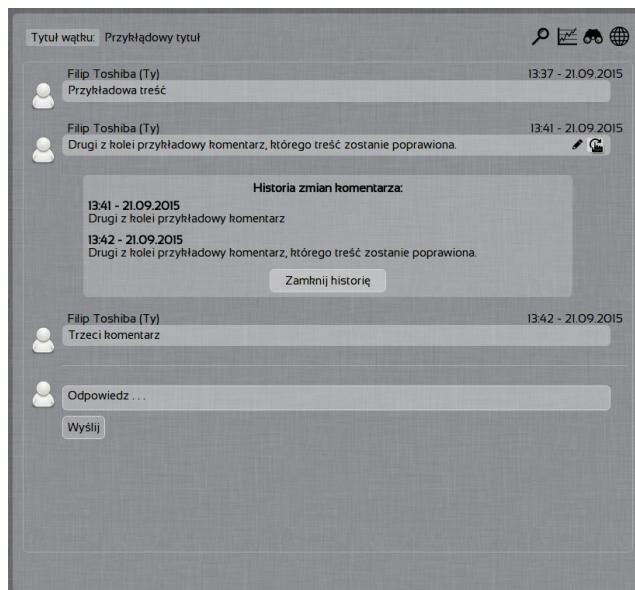 Tytuł wątku: Przykłądowy tytuł
Filip Toshiba (Ty) 13:37 - 21.09.2015
Przykładowa treść
Filip Toshiba (Ty) 13:41 - 21.09.2015
Drugi z kolei przykładowy komentarz, którego treść zostanie poprawiona.
Historia zmian komentarza:
13:41 - 21.09.2015
Drugi z kolei przykładowy komentarz
13:42 - 21.09.2015
Drugi z kolei przykładowy komentarz, którego treść zostanie poprawiona.
Zamknij historię
Filip Toshiba (Ty) 13:42 - 21.09.2015
Trzeci komentarz
Odpowiedz . . .
Wyślij